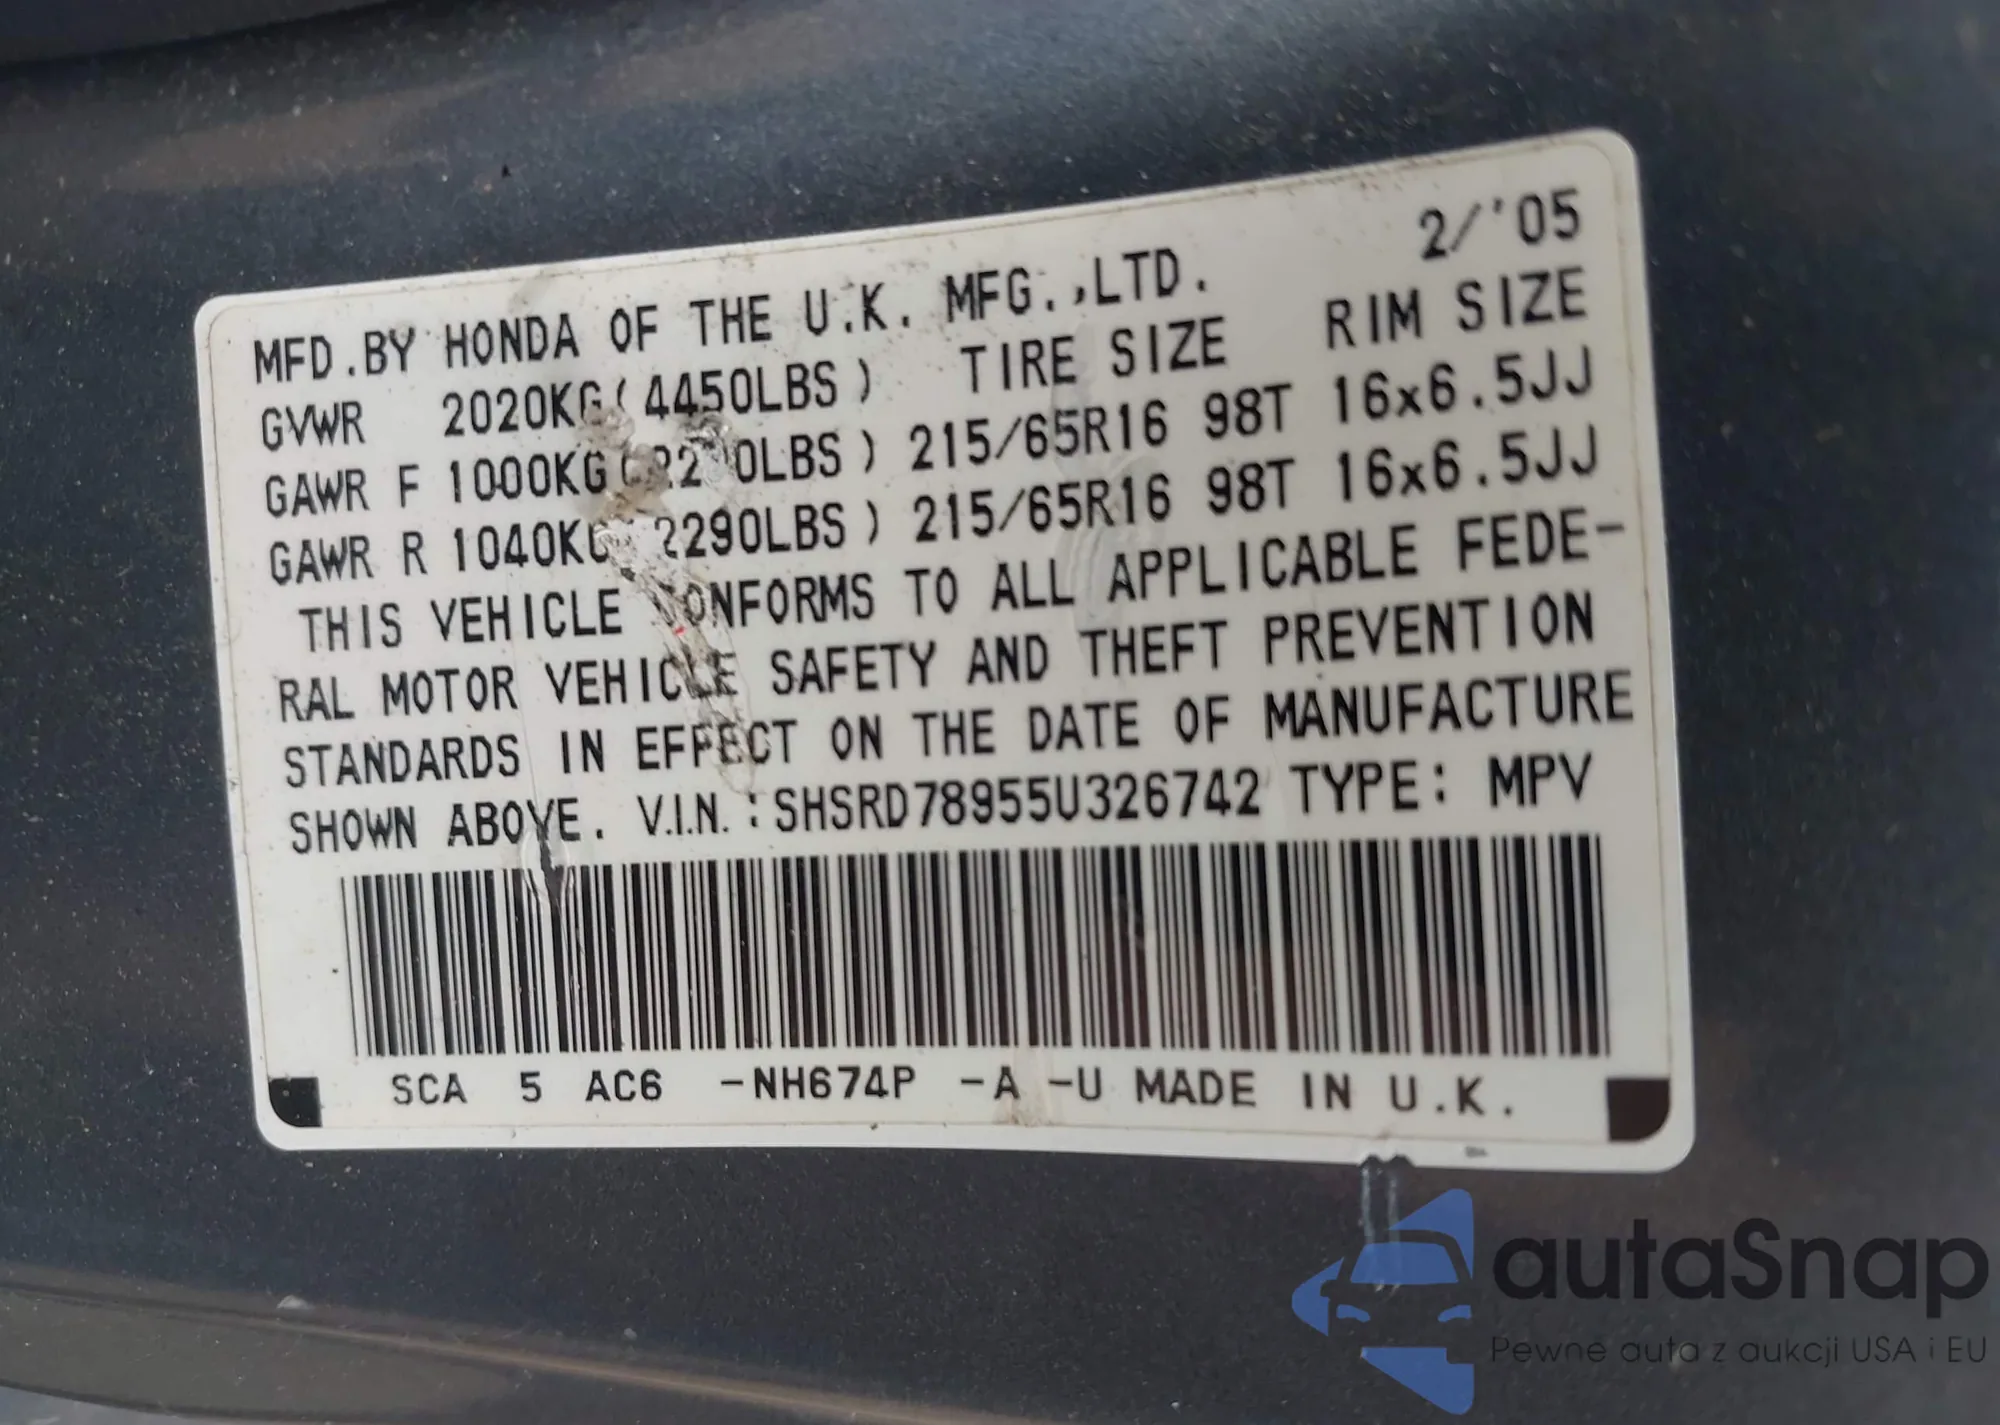 2/'05
MFD.BY HONDA OF THE U.K. MFG.,LTD.
GVWR 2020KG(4450LBS) TIRE SIZE RIM SIZE
GAWR F 1000KG 215/65R16 98T 16x6.5JJ
GAWR R 1040KG(2290LBS) 215/65R16 98T 16x6.5JJ
THIS VEHICLE CONFORMS TO ALL APPLICABLE FEDE-
RAL MOTOR VEHICLE SAFETY AND THEFT PREVENTION
STANDARDS IN EFFECT ON THE DATE OF MANUFACTURE
SHOWN ABOVE. V.I.N.:SHSRD78955U326742 TYPE: MPV
SCA 5 AC6 -NH674P -A -U MADE IN U.K.
autaSnap
Pewne auta z aukcji USA i EU